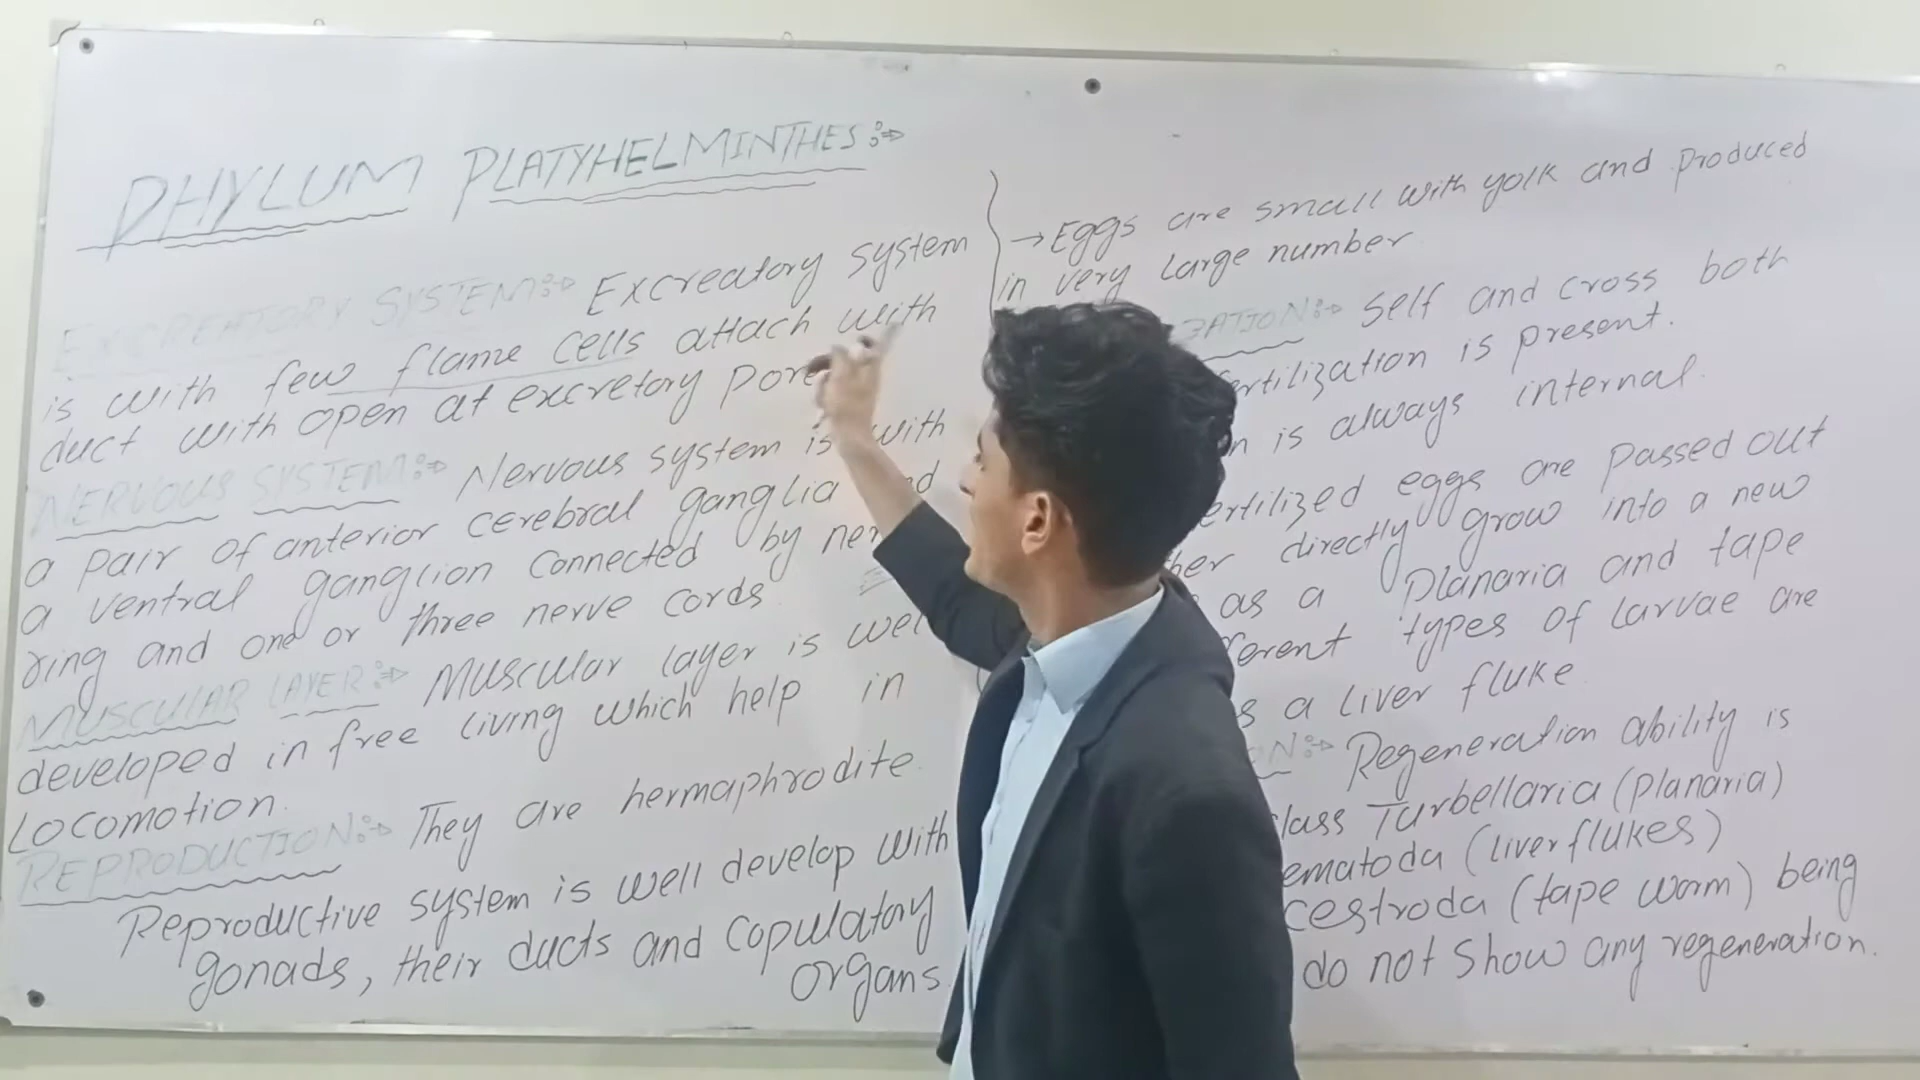 PHYLUM PLATYHELMINTHES:⇒
EXCREATORY SYSTEM:⇒ Excreatory system
is with few flame cells attach with
duct with open at excretory pore
NERVOUS SYSTEM:⇒ Nervous system is with
a pair of anterior cerebral ganglia
a ventral ganglion connected by
ring and one or three nerve cords
MUSCULAR LAYER:⇒ Muscular layer is
developed in free living which help in
Locomotion.
REPRODUCTION:⇒ They are hermaphrodite.
Reproductive system is well develop with
gonads, their ducts and copulatory
organs.
→ Eggs are small with yolk and produced
in very large number
Self and cross both
is present.
is always internal.
eggs are passed out
directly grow into a new
as a Planaria and tape
types of larvae are
a liver fluke
Regeneration ability is
Turbellaria (Planaria)
(liver flukes)
cestroda (tape worm) being
do not show any regeneration.